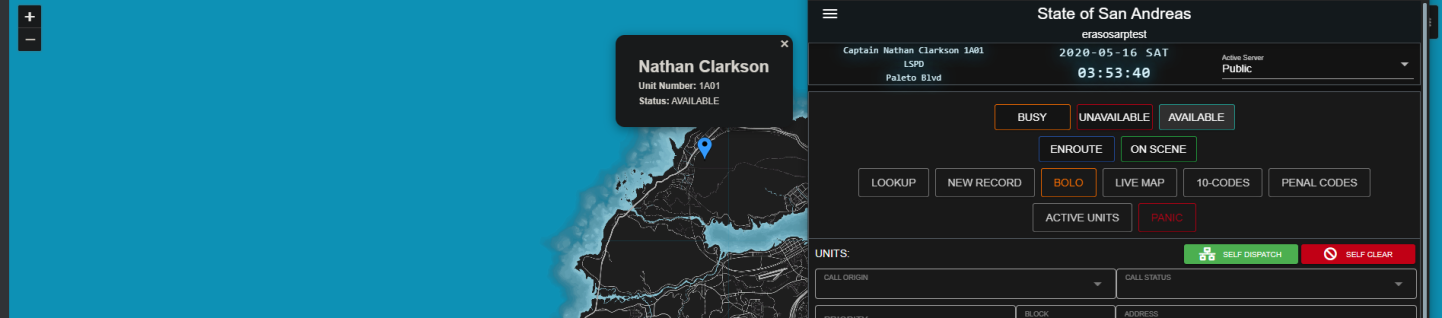 +
−
×
Nathan Clarkson
Unit Number: 1A01
Status: AVAILABLE
State of San Andreas
erasosarptest
Captain Nathan Clarkson 1A01
LSPD
Paleto Blvd
2020-05-16 SAT
03:53:40
Active Server
Public
BUSY UNAVAILABLE AVAILABLE
ENROUTE ON SCENE
LOOKUP NEW RECORD BOLO LIVE MAP 10-CODES PENAL CODES
ACTIVE UNITS PANIC
UNITS: SELF DISPATCH SELF CLEAR
CALL ORIGIN CALL STATUS
PRIORITY BLOCK ADDRESS